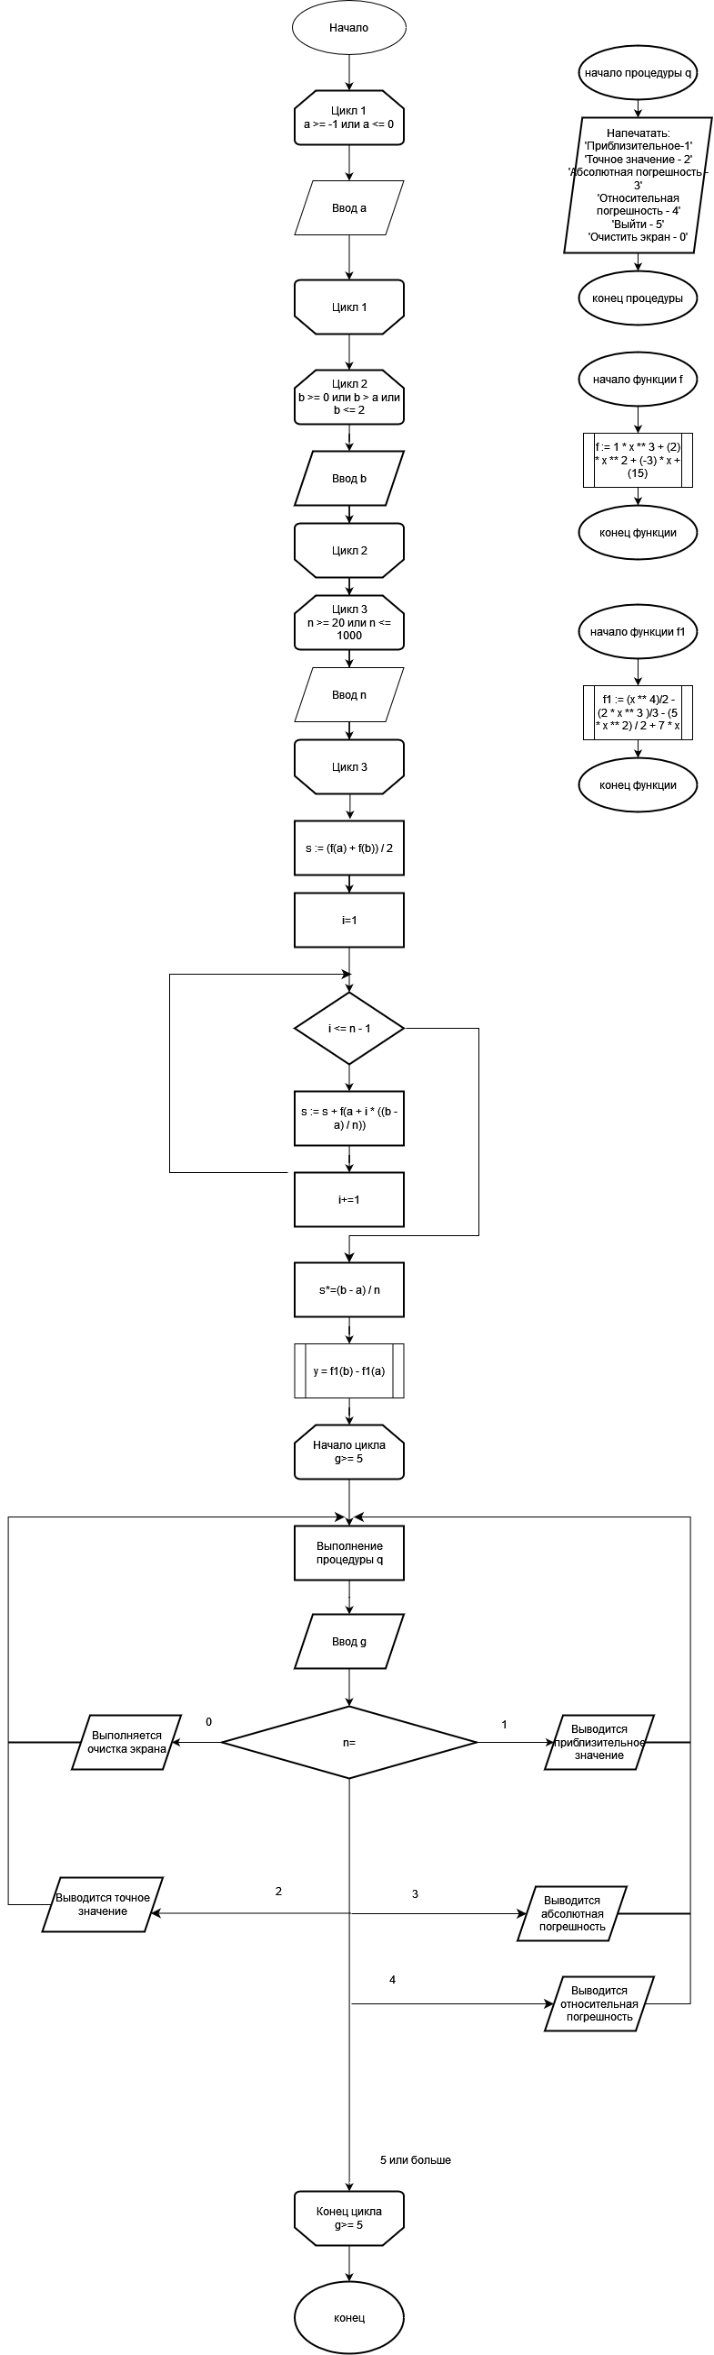 Начало
Цикл 1
a >= -1 или a <= 0
Ввод a
Цикл 1
Цикл 2
b >= 0 или b > a или
b <= 2
Ввод b
Цикл 2
Цикл 3
n >= 20 или n <=
1000
Ввод n
Цикл 3
s := (f(a) + f(b)) / 2
i=1
i <= n - 1
s := s + f(a + i * ((b -
a) / n))
i+=1
s*=(b - a) / n
y = f1(b) - f1(a)
Начало цикла
g>= 5
Выполнение
процедуры q
Ввод g
n=
0
Выполняется
очистка экрана
1
Выводится
приблизительное
значение
2
Выводится точное
значение
3
Выводится
абсолютная
погрешность
4
Выводится
относительная
погрешность
5 или больше
Конец цикла
g>= 5
конец
начало процедуры q
Напечатать:
'Приблизительное-1'
'Точное значение - 2'
'Абсолютная погрешность -
3'
'Относительная
погрешность - 4'
'Выйти - 5'
'Очистить экран - 0'
конец процедуры
начало функции f
f := 1 * x ** 3 + (2)
* x ** 2 + (-3) * x +
(15)
конец функции
начало функции f1
f1 := (x ** 4)/2 -
(2 * x ** 3 )/3 - (5
* x ** 2) / 2 + 7 * x
конец функции